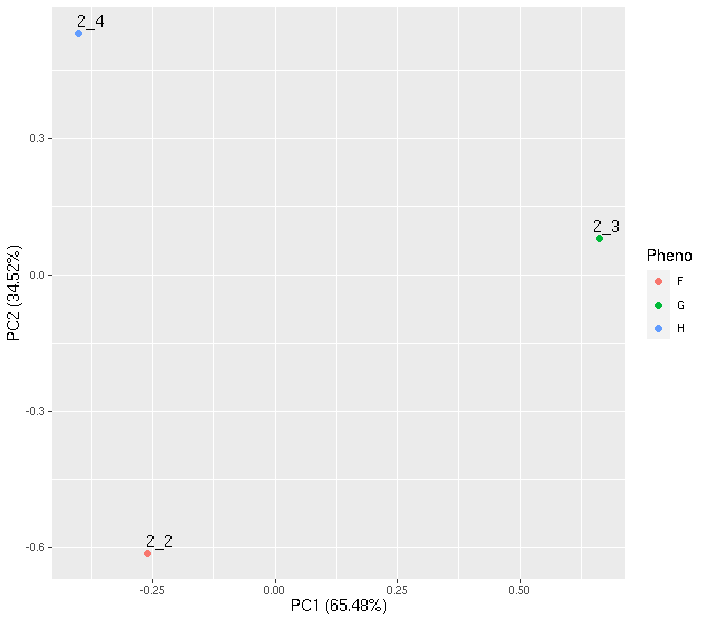 2_4
0.3
2_3
Pheno
F
0.0
G
PC2 (34.52%)
H
-0.3
2_2
-0.6
-0.25
0.00
0.25
0.50
PC1 (65.48%)